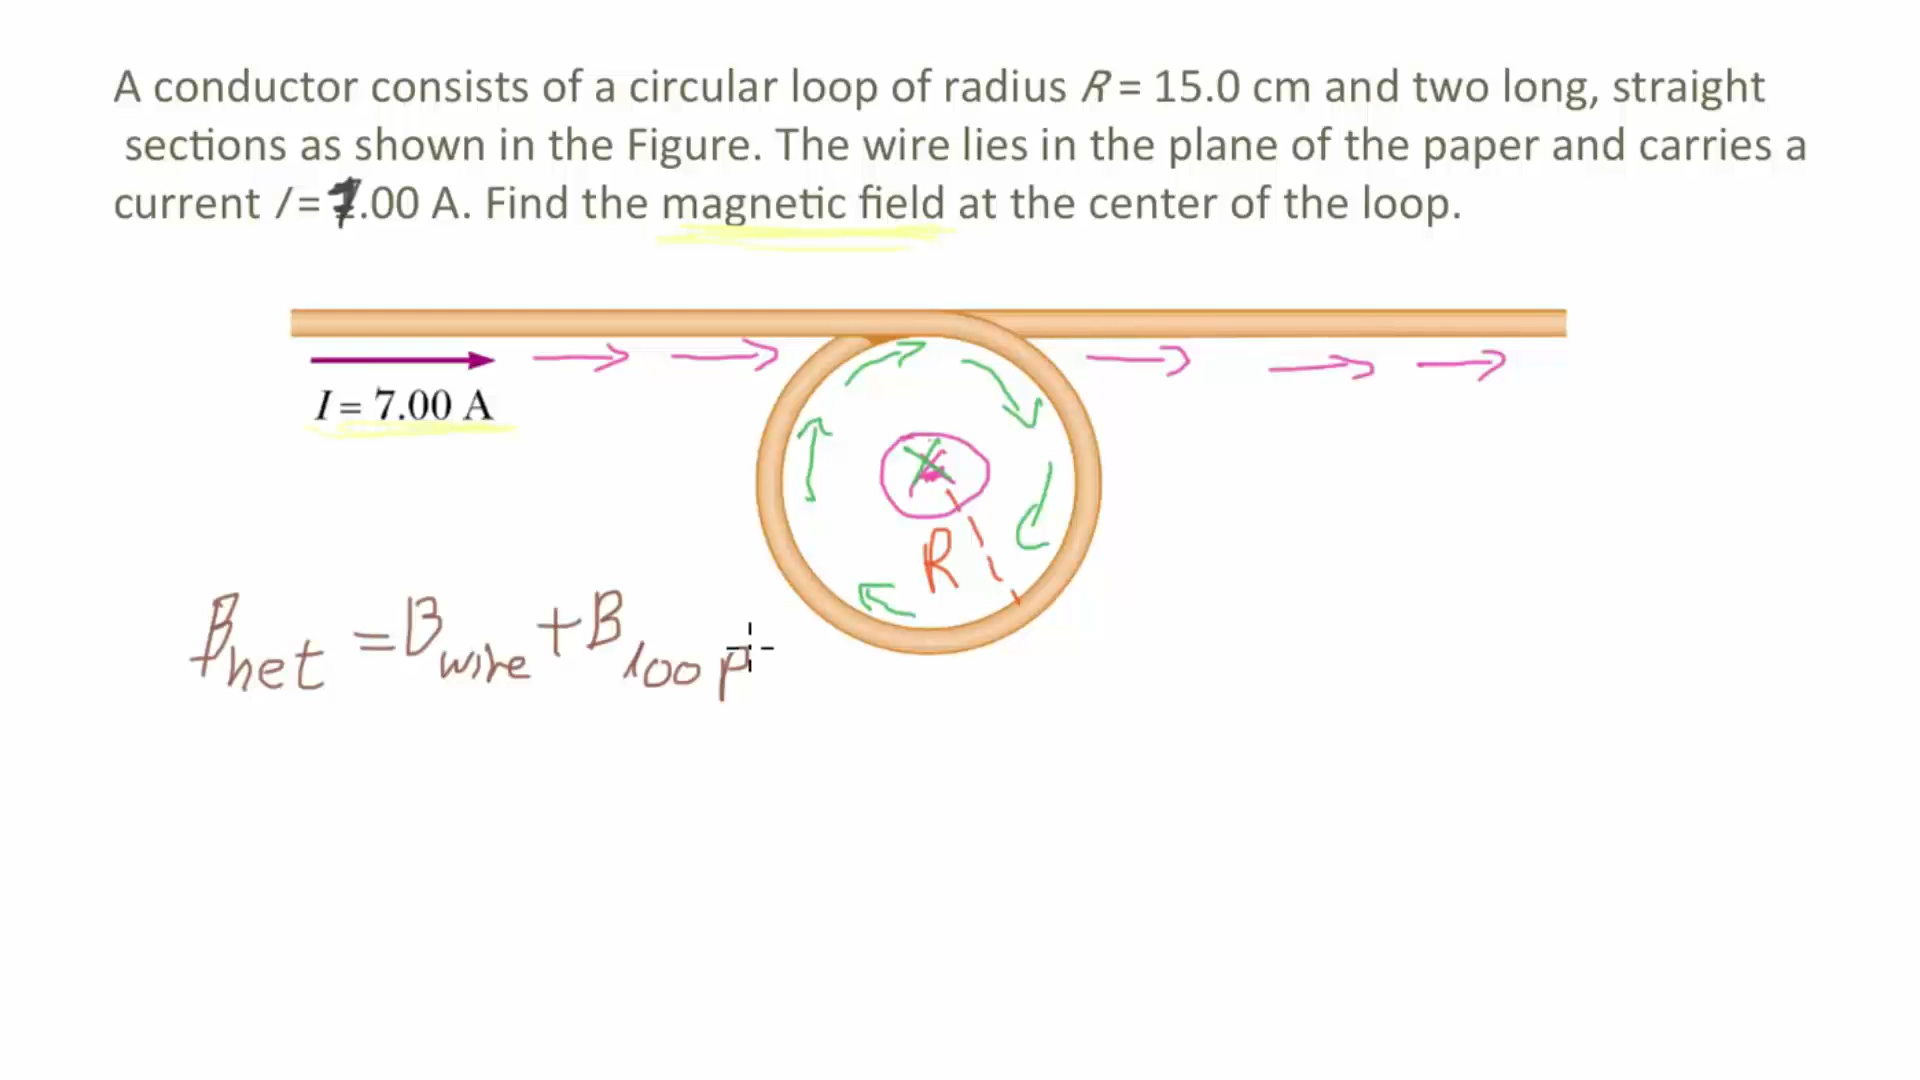 A conductor consists of a circular loop of radius R = 15.0 cm and two long, straight
sections as shown in the Figure. The wire lies in the plane of the paper and carries a
current I = 7.00 A. Find the magnetic field at the center of the loop.
I = 7.00 A
R
Bnet = Bwire + Bloop